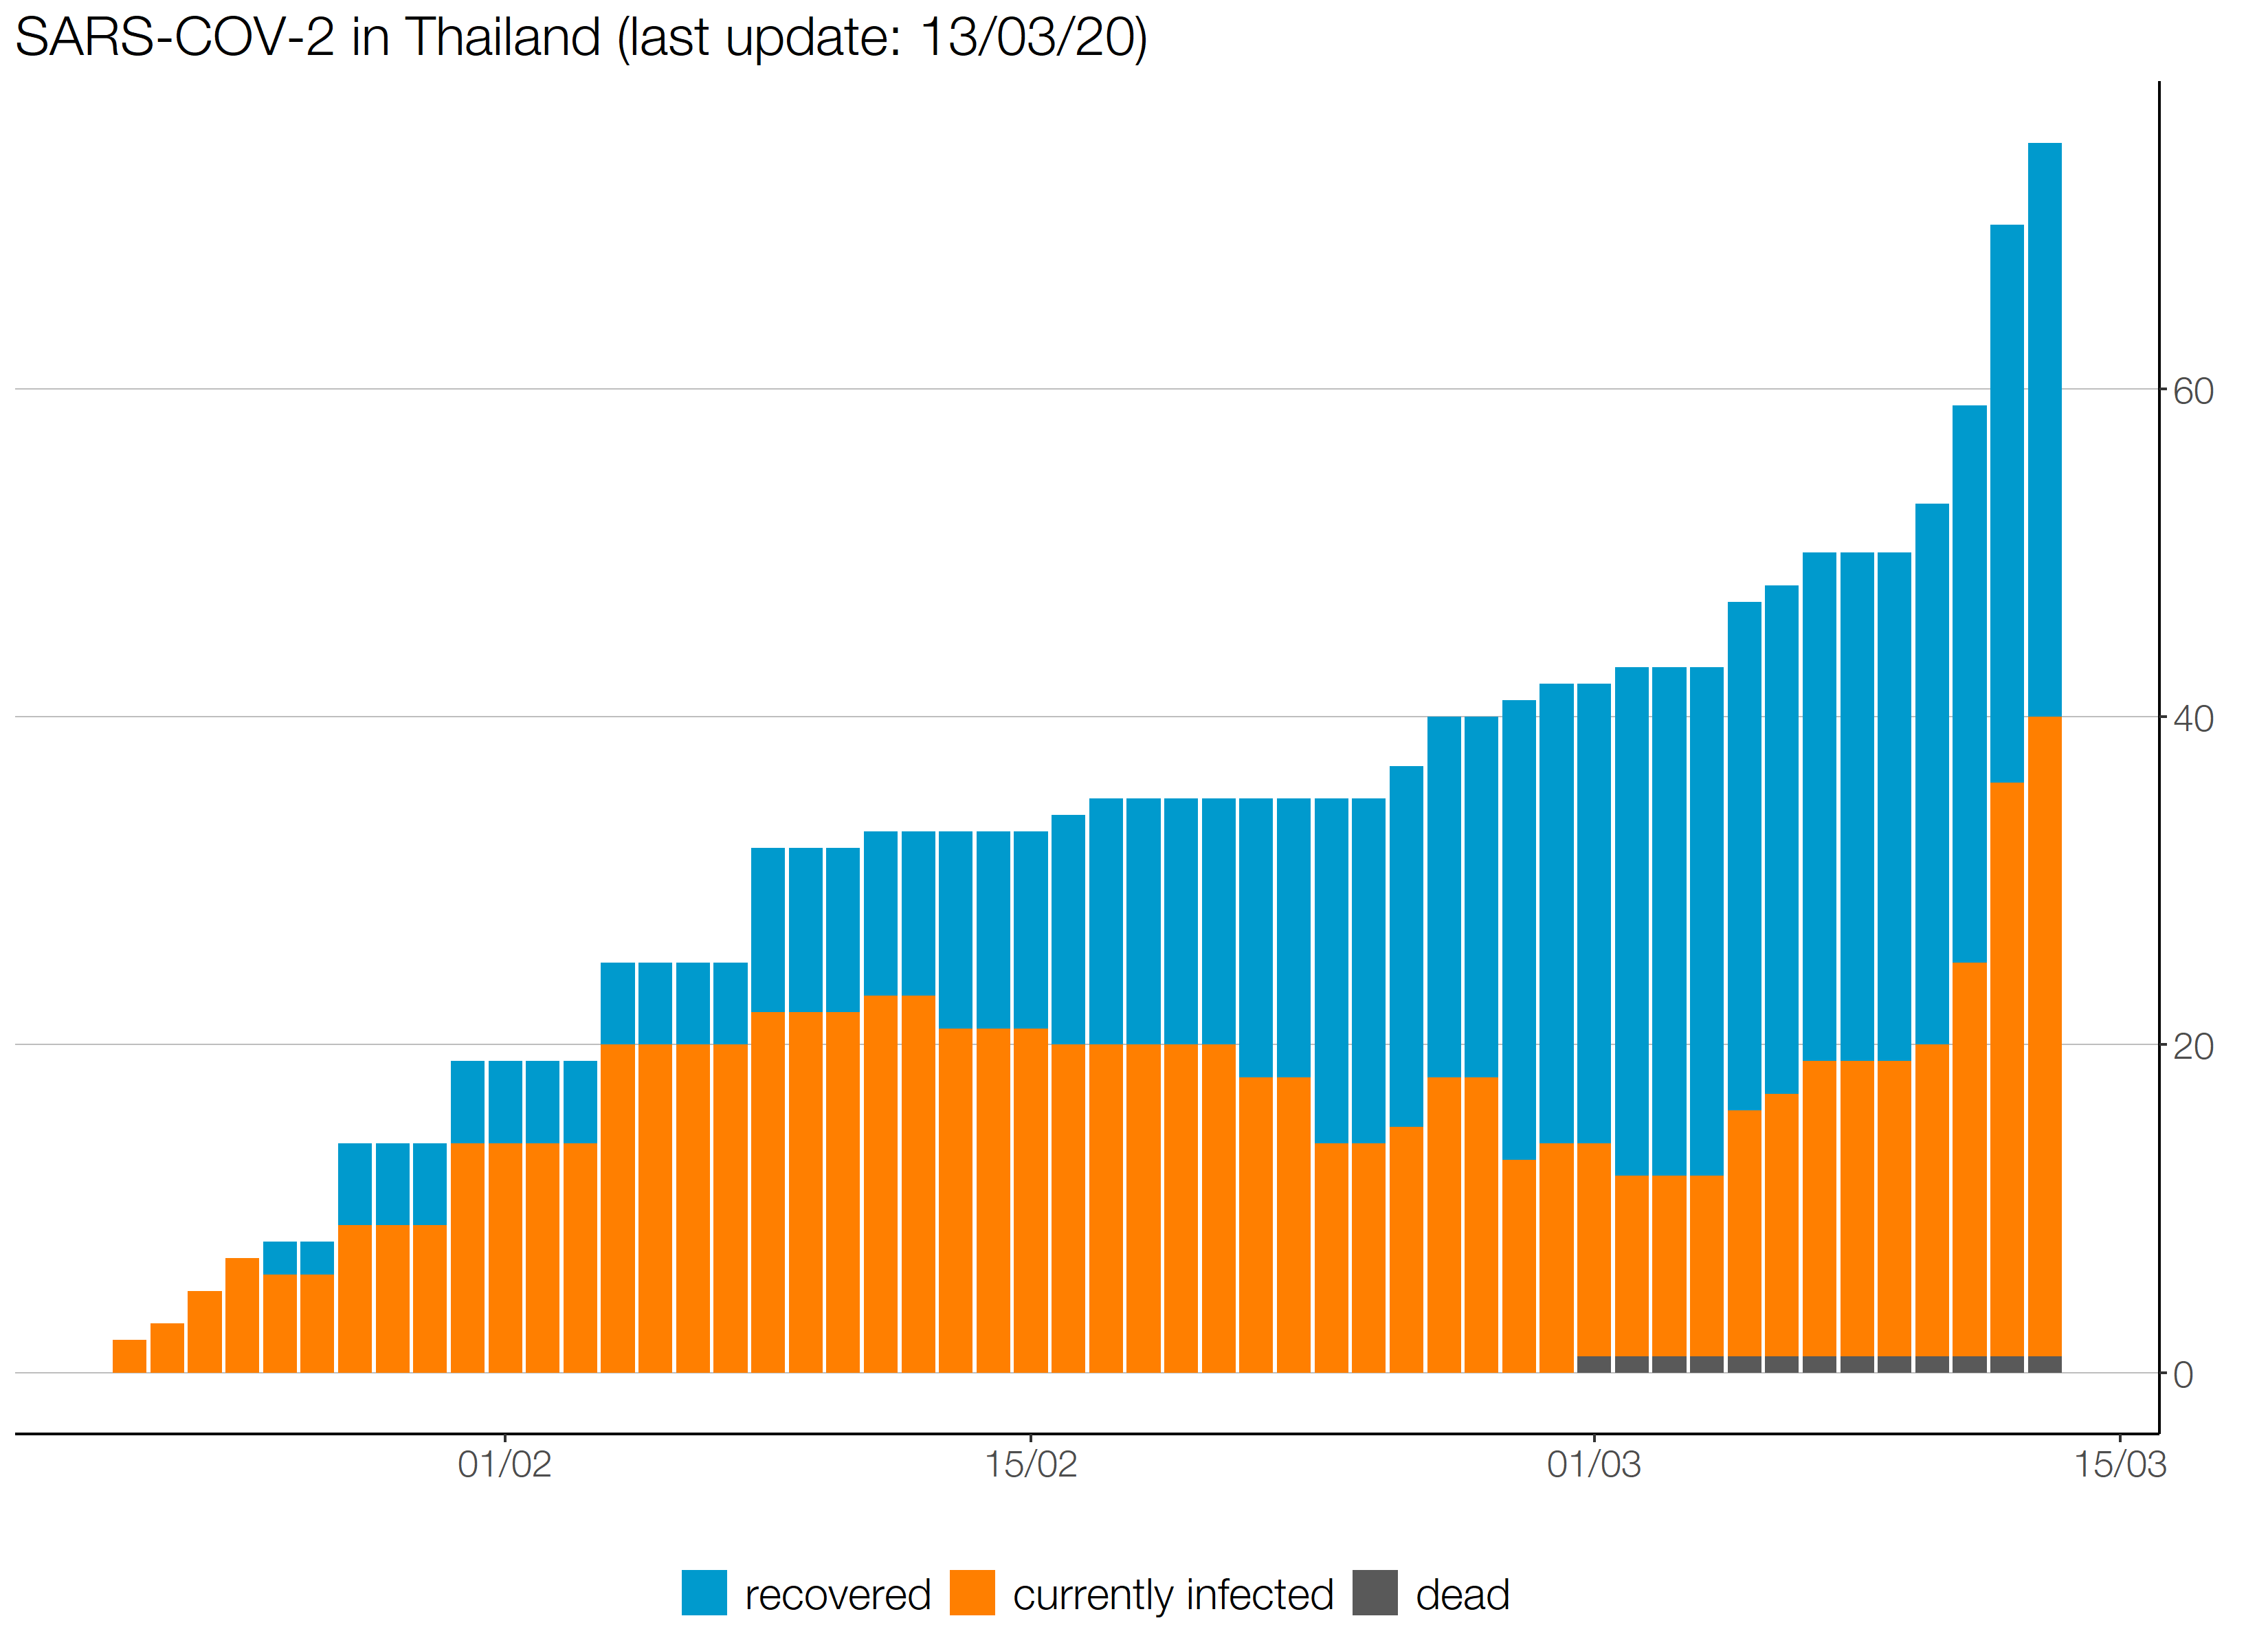 SARS-COV-2 in Thailand (last update: 13/03/20)
60
40
20
0
01/02 15/02 01/03 15/03
recovered currently infected dead